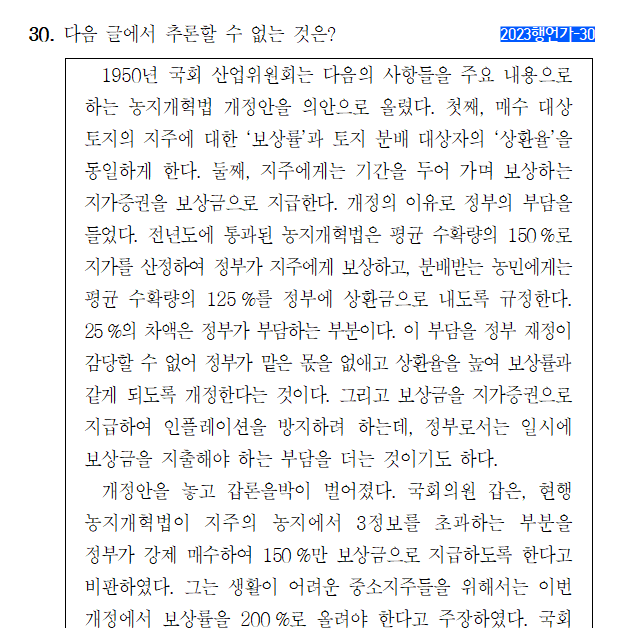 30. 다음 글에서 추론할 수 없는 것은?
2023행언가-30
1950년 국회 산업위원회는 다음의 사항들을 주요 내용으로
하는 농지개혁법 개정안을 의안으로 올렸다. 첫째, 매수 대상
토지의 지주에 대한 ‘보상률’과 토지 분배 대상자의 ‘상환율’을
동일하게 한다. 둘째, 지주에게는 기간을 두어 가며 보상하는
지가증권을 보상금으로 지급한다. 개정의 이유로 정부의 부담을
들었다. 전년도에 통과된 농지개혁법은 평균 수확량의 150%로
지가를 산정하여 정부가 지주에게 보상하고, 분배받는 농민에게는
평균 수확량의 125%를 정부에 상환금으로 내도록 규정한다.
25%의 차액은 정부가 부담하는 부분이다. 이 부담을 정부 재정이
감당할 수 없어 정부가 맡은 몫을 없애고 상환율을 높여 보상률과
같게 되도록 개정한다는 것이다. 그리고 보상금을 지가증권으로
지급하여 인플레이션을 방지하려 하는데, 정부로서는 일시에
보상금을 지출해야 하는 부담을 더는 것이기도 하다.
개정안을 놓고 갑론을박이 벌어졌다. 국회의원 갑은, 현행
농지개혁법이 지주의 농지에서 3정보를 초과하는 부분을
정부가 강제 매수하여 150%만 보상금으로 지급하도록 한다고
비판하였다. 그는 생활이 어려운 중소지주들을 위해서는 이번
개정에서 보상률을 200%로 올려야 한다고 주장하였다. 국회